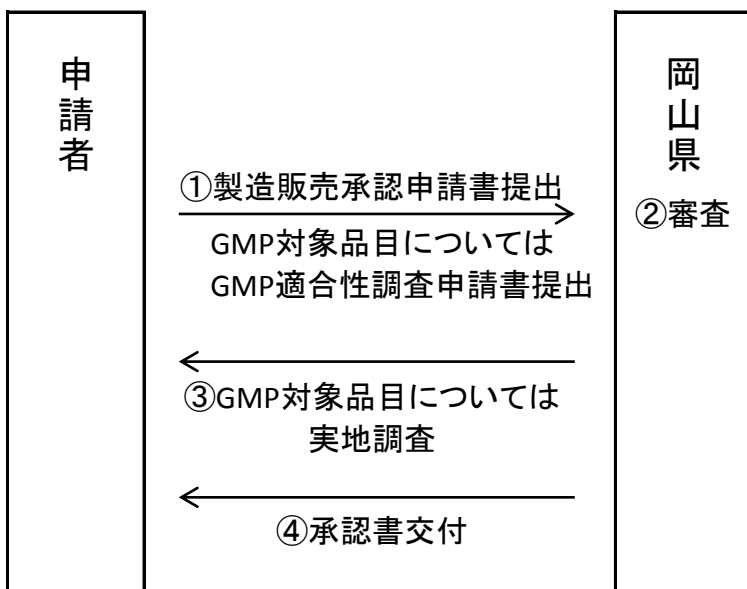 申請者
岡山県
①製造販売承認申請書提出
②審査
GMP対象品目については
GMP適合性調査申請書提出
③GMP対象品目については
実地調査
④承認書交付